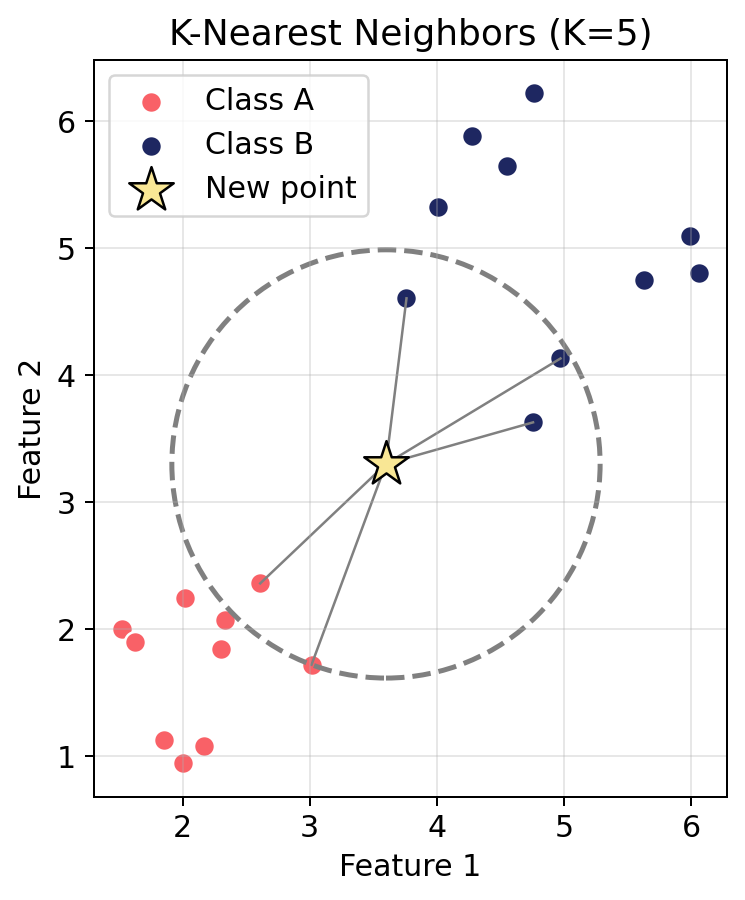 K-Nearest Neighbors (K=5)
Class A
Class B
New point
6
5
4
3
2
1
Feature 2
2 3 4 5 6
Feature 1